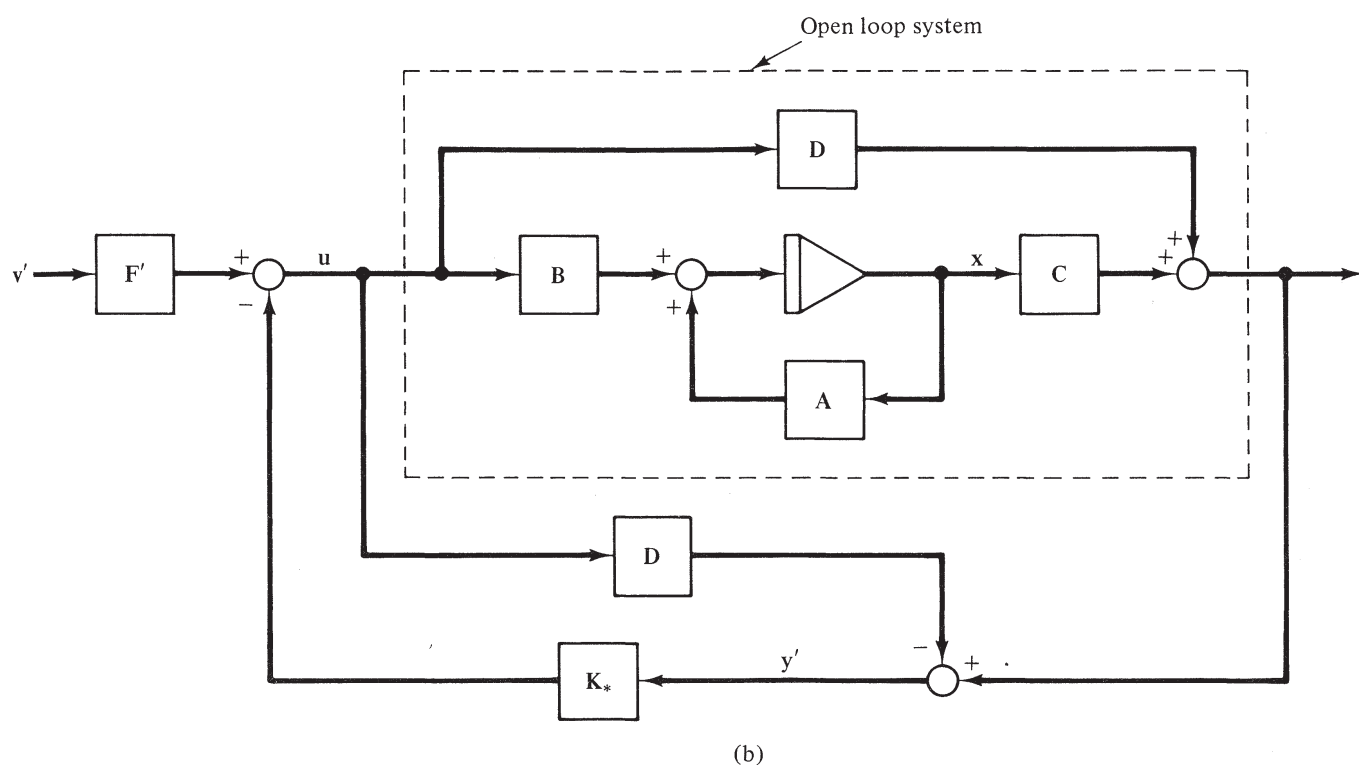 Open loop system
D
v′ F′ + − u B + + x C + +
A
D
K* y′ − +
(b)